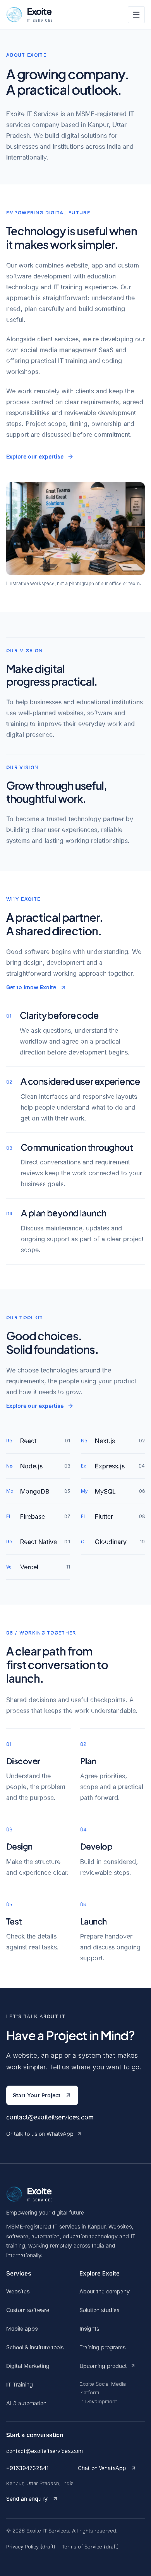 Exoite
IT SERVICES
ABOUT EXOITE
A growing company.
A practical outlook.
Exoite IT Services is an MSME-registered IT
services company based in Kanpur, Uttar
Pradesh. We build digital solutions for
businesses and institutions across India and
internationally.
EMPOWERING DIGITAL FUTURE
Technology is useful when
it makes work simpler.
Our work combines website, app and custom
software development with education
technology and IT training experience. Our
approach is straightforward: understand the
need, plan carefully and build something
useful.
Alongside client services, we're developing our
own social media management SaaS and
offering practical IT training and coding
workshops.
We work remotely with clients and keep the
process centred on clear requirements, agreed
responsibilities and reviewable development
steps. Project scope, timing, ownership and
support are discussed before commitment.
Explore our expertise →
Great Teams
Build Great
Solutions
Illustrative workspace, not a photograph of our office or team.
OUR MISSION
Make digital
progress practical.
To help businesses and educational institutions
use well-planned websites, software and
training to improve their everyday work and
digital presence.
OUR VISION
Grow through useful,
thoughtful work.
To become a trusted technology partner by
building clear user experiences, reliable
systems and lasting working relationships.
WHY EXOITE
A practical partner.
A shared direction.
Good software begins with understanding. We
bring design, development and a
straightforward working approach together.
Get to know Exoite ↗
01 Clarity before code
We ask questions, understand the
workflow and agree on a practical
direction before development begins.
02 A considered user experience
Clean interfaces and responsive layouts
help people understand what to do and
get on with their work.
03 Communication throughout
Direct conversations and requirement
reviews keep the work connected to your
business goals.
04 A plan beyond launch
Discuss maintenance, updates and
ongoing support as part of a clear project
scope.
OUR TOOLKIT
Good choices.
Solid foundations.
We choose technologies around the
requirements, the people using your product
and how it needs to grow.
Explore our expertise →
Re React 01
Ne Next.js 02
No Node.js 03
Ex Express.js 04
Mo MongoDB 05
My MySQL 06
Fi Firebase 07
Fl Flutter 08
Re React Native 09
Cl Cloudinary 10
Ve Vercel 11
06 / WORKING TOGETHER
A clear path from
first conversation to
launch.
Shared decisions and useful checkpoints. A
process that keeps the work understandable.
01
Discover
Understand the
people, the problem
and the purpose.
02
Plan
Agree priorities,
scope and a practical
path forward.
03
Design
Make the structure
and experience clear.
04
Develop
Build in considered,
reviewable steps.
05
Test
Check the details
against real tasks.
06
Launch
Prepare handover
and discuss ongoing
support.
LET'S TALK ABOUT IT
Have a Project in Mind?
A website, an app or a system that makes
work simpler. Tell us where you want to go.
Start Your Project ↗
contact@exoiteitservices.com
Or talk to us on WhatsApp ↗
Exoite
IT SERVICES
Empowering your digital future
MSME-registered IT services in Kanpur. Websites,
software, automation, education technology and IT
training, working remotely across India and
internationally.
Services
Websites
Custom software
Mobile apps
School & institute tools
Digital Marketing
IT Training
AI & automation
Explore Exoite
About the company
Solution studies
Insights
Training programs
Upcoming product ↗
Exoite Social Media
Platform
In Development
Start a conversation
contact@exoiteitservices.com
+916394732841
Chat on WhatsApp ↗
Kanpur, Uttar Pradesh, India
Send an enquiry ↗
© 2026 Exoite IT Services. All rights reserved.
Privacy Policy (draft)
Terms of Service (draft)